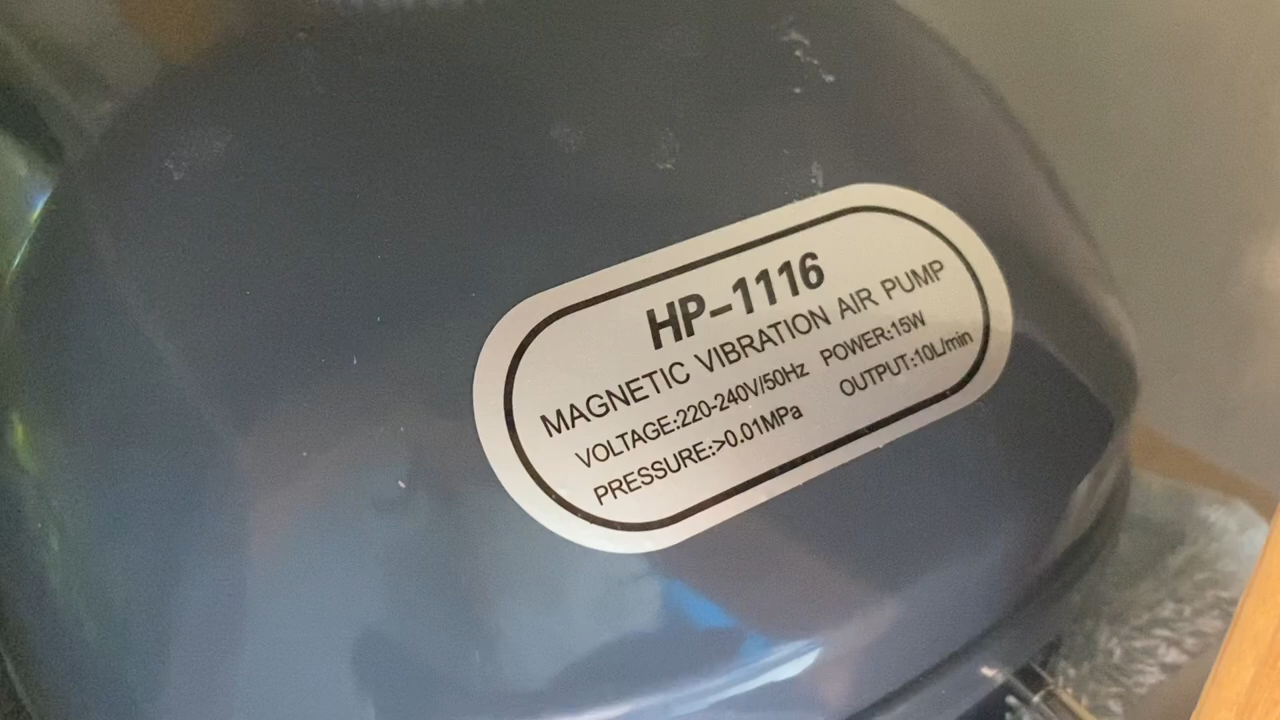 HP-1116
MAGNETIC VIBRATION AIR PUMP
VOLTAGE:220-240V/50Hz POWER:15W
PRESSURE:>0.01MPa OUTPUT:10L/min